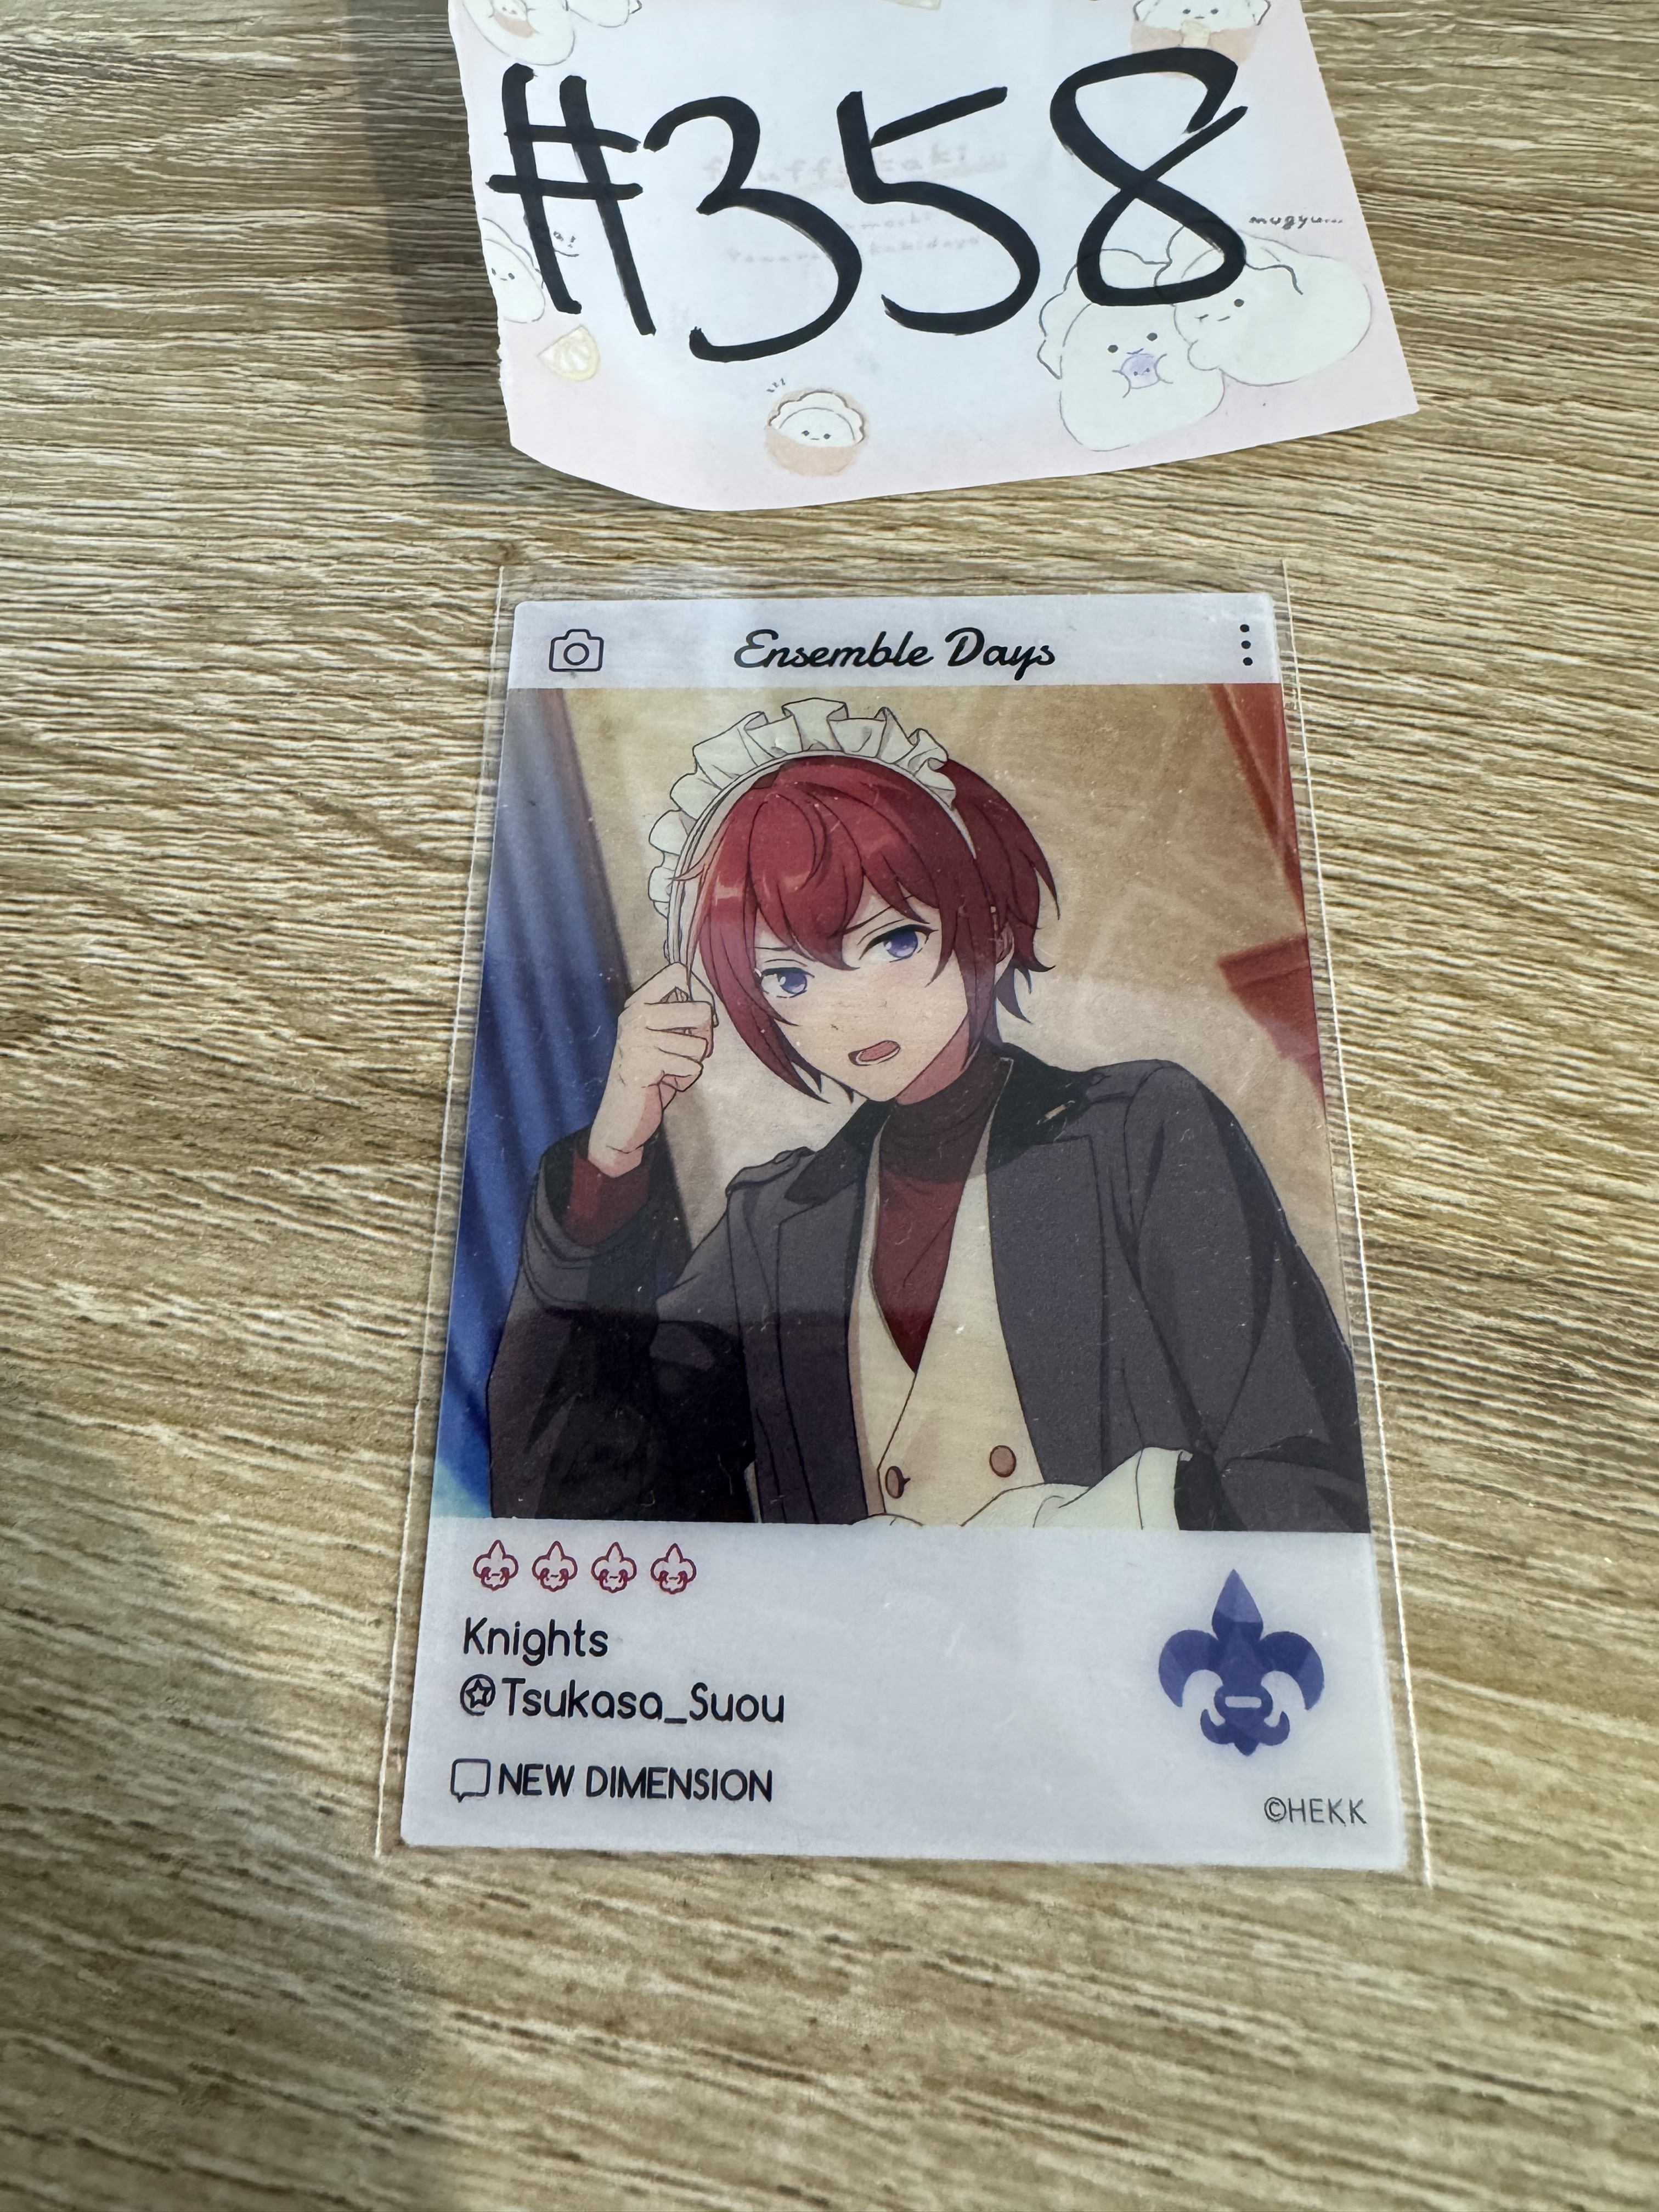 #358
mugyu...
Ensemble Days
Knights
@Tsukasa_Suou
NEW DIMENSION
©HEKK